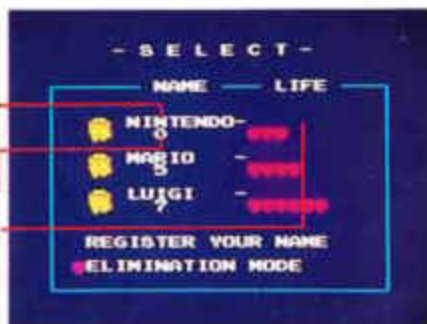 - S E L E C T -
NAME LIFE
NINTENDO-
0
MARIO -
5
LUIGI -
7
REGISTER YOUR NAME
ELIMINATION MODE